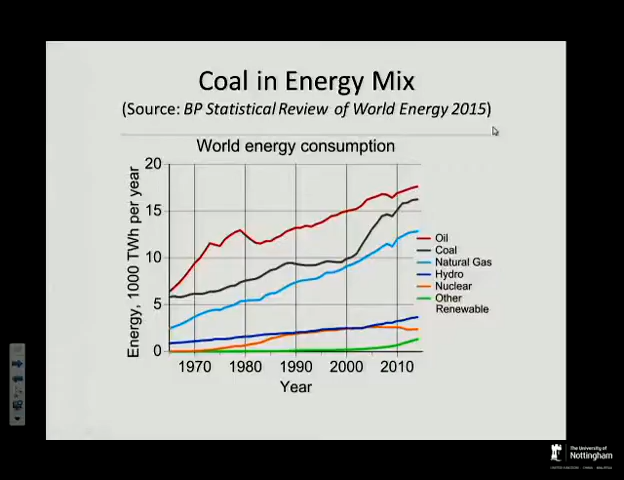 Coal in Energy Mix
(Source: BP Statistical Review of World Energy 2015)
World energy consumption
Energy, 1000 TWh per year
20
15
10
5
0
1970 1980 1990 2000 2010
Year
Oil
Coal
Natural Gas
Hydro
Nuclear
Other
Renewable
The University of
Nottingham